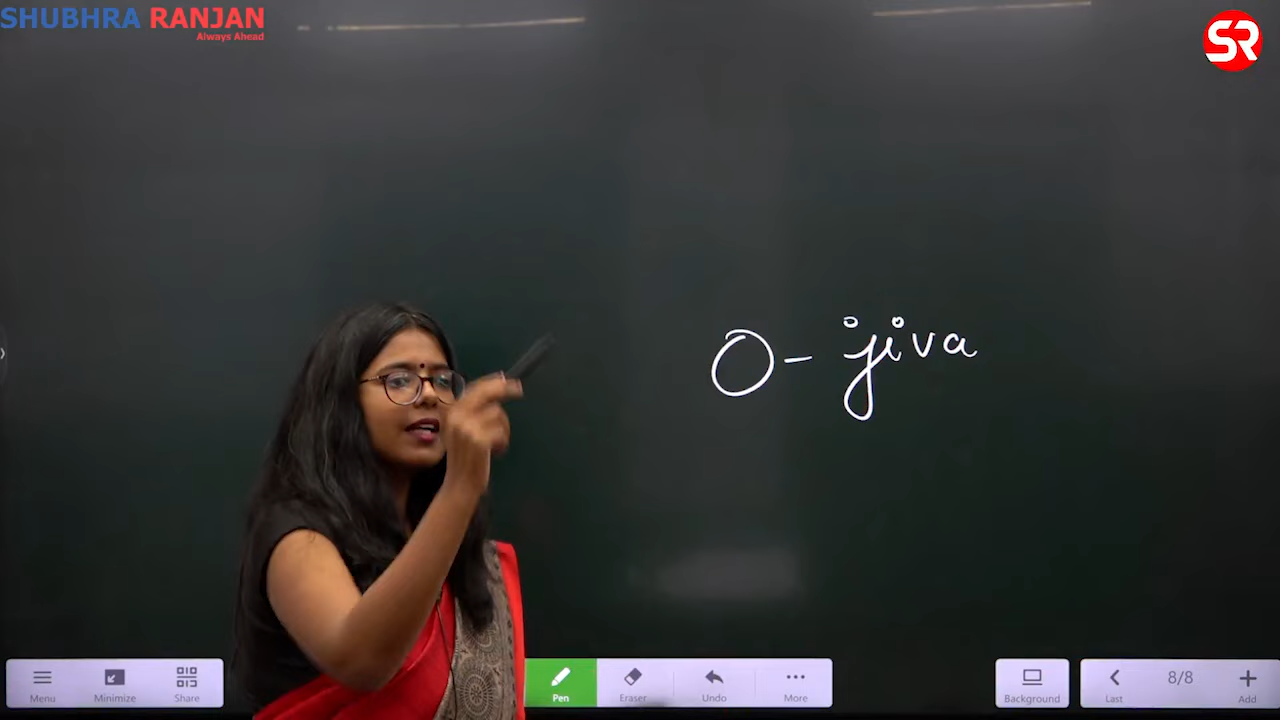 SHUBHRA RANJAN
Always Ahead
SR
O - jiva
Menu
Minimize
Share
Pen
Eraser
Undo
More
Background
Last
8/8
Add